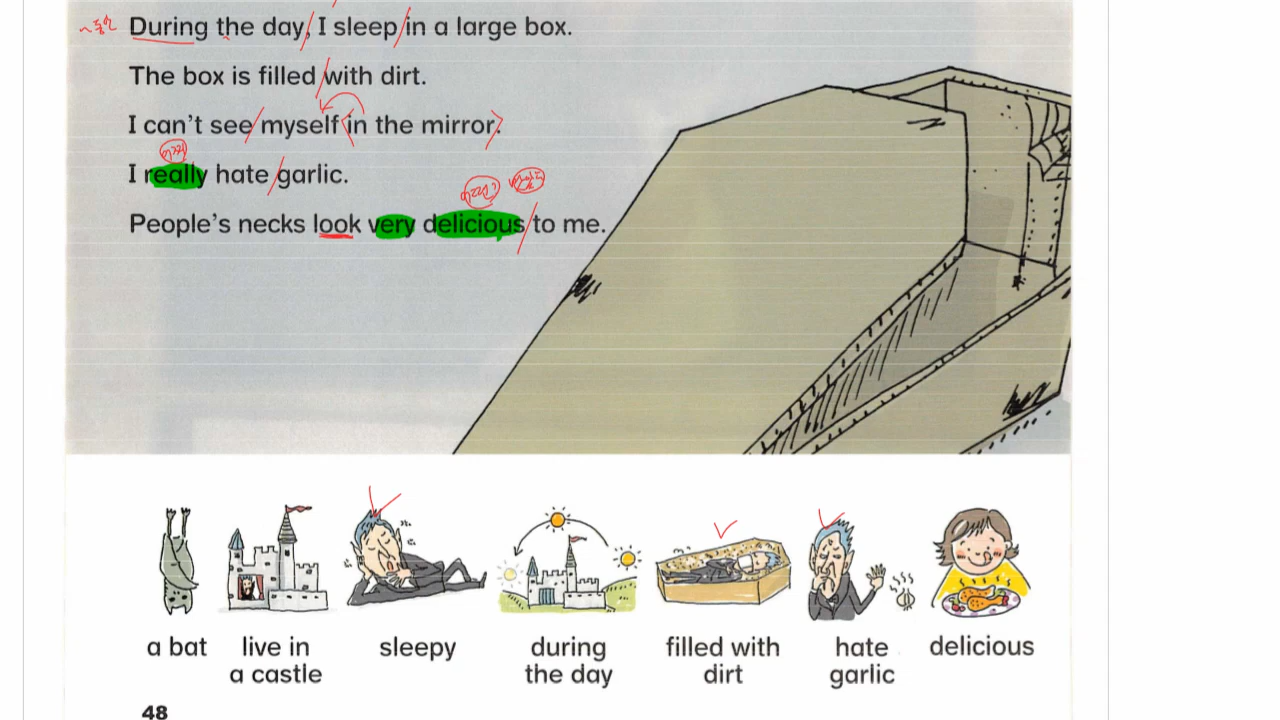 ~중안
During the day, I sleep in a large box.
The box is filled with dirt.
I can't see myself in the mirror.
I really hate garlic.
People's necks look very delicious to me.
a bat
live in
a castle
sleepy
during
the day
filled with
dirt
hate
garlic
delicious
48